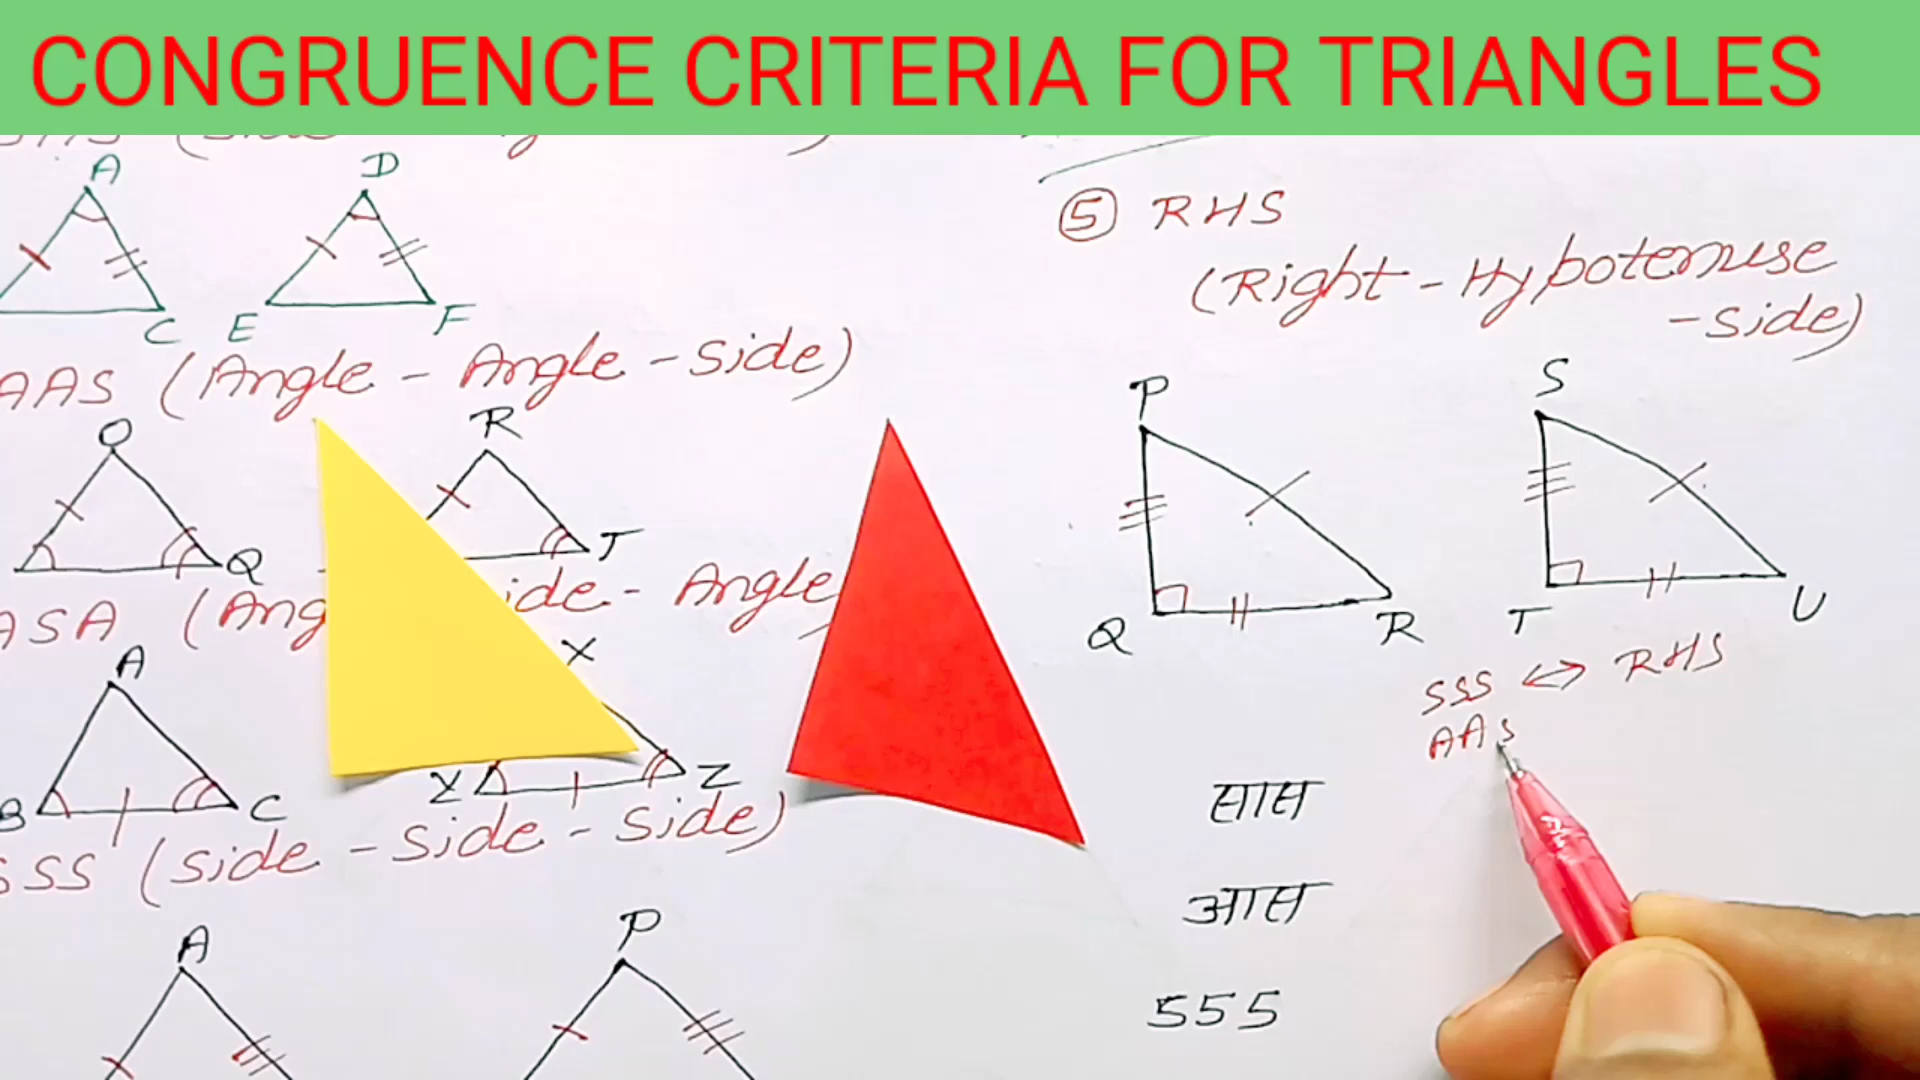 CONGRUENCE CRITERIA FOR TRIANGLES
A
D
C
E
F
AAS (Angle - Angle - Side)
O
R
Q
T
ASA (Ang ide - Angle
A
X
B
C
Y
Z
SSS (Side - Side - Side)
A
P
5 RHS
(Right - Hypotenuse
- Side)
P
S
Q
R
T
U
SSS ↔ RHS
AAS
सास
आस
555